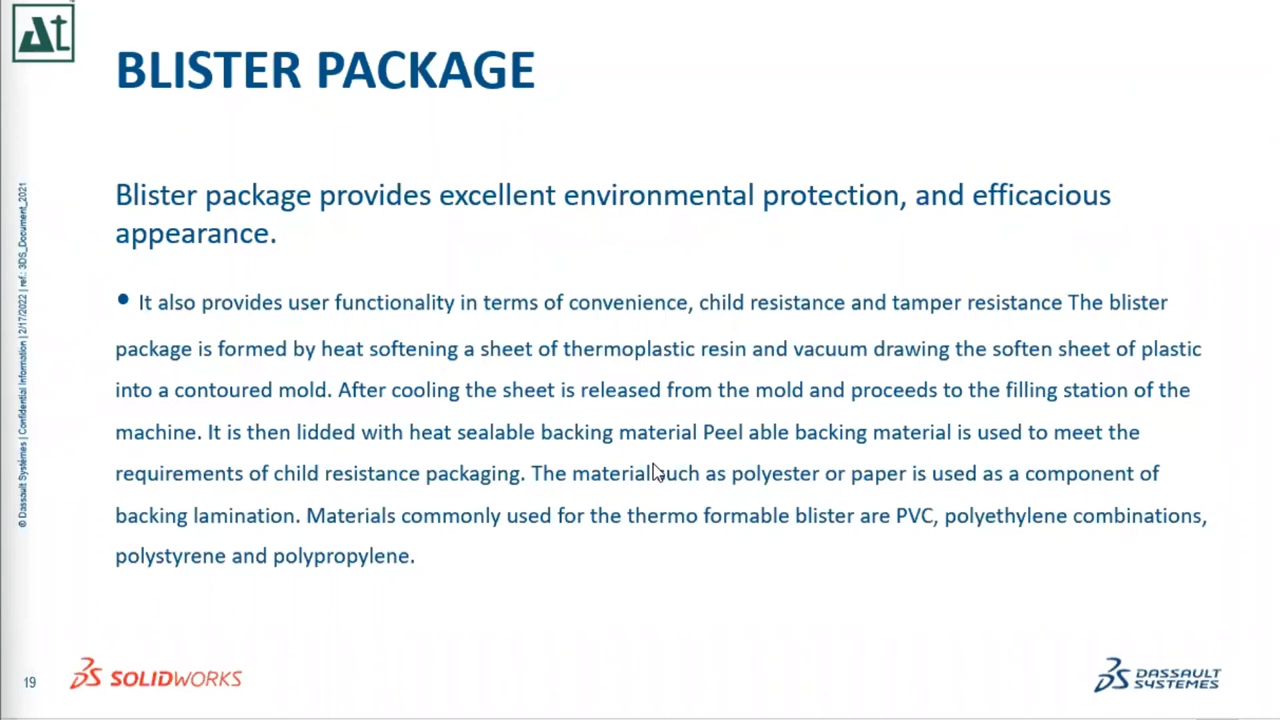 At
BLISTER PACKAGE
Blister package provides excellent environmental protection, and efficacious
appearance.
• It also provides user functionality in terms of convenience, child resistance and tamper resistance The blister
package is formed by heat softening a sheet of thermoplastic resin and vacuum drawing the soften sheet of plastic
into a contoured mold. After cooling the sheet is released from the mold and proceeds to the filling station of the
machine. It is then lidded with heat sealable backing material Peel able backing material is used to meet the
requirements of child resistance packaging. The material such as polyester or paper is used as a component of
backing lamination. Materials commonly used for the thermo formable blister are PVC, polyethylene combinations,
polystyrene and polypropylene.
© Dassault Systèmes | Confidential Information | 2/17/2022 | ref.: 3DS_Document_2021
19
3DS SOLIDWORKS
3DS DASSAULT
SYSTEMES